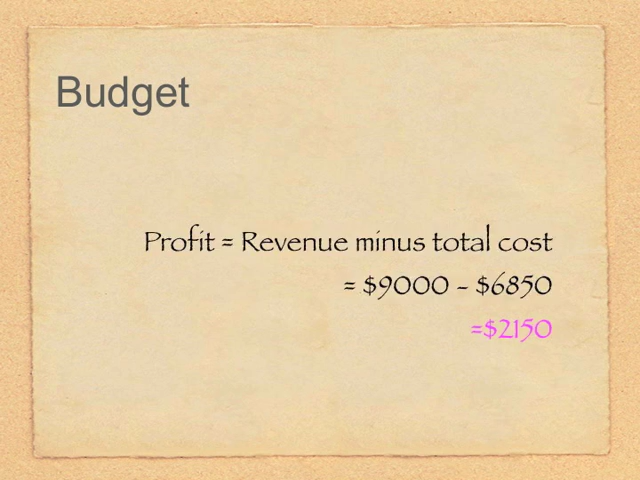 Budget
Profit = Revenue minus total cost
= $9000 - $6850
=$2150